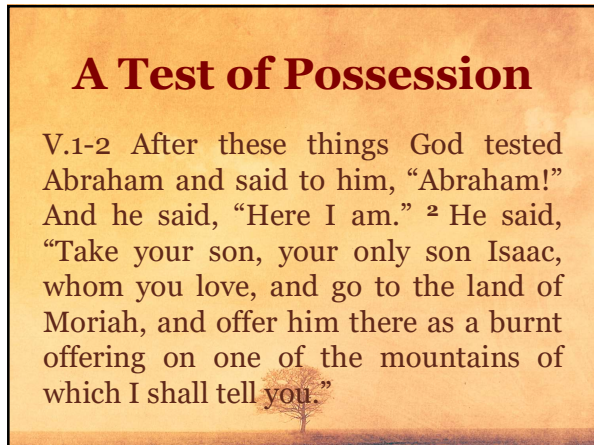 A Test of Possession
V.1-2 After these things God tested
Abraham and said to him, “Abraham!”
And he said, “Here I am.” ² He said,
“Take your son, your only son Isaac,
whom you love, and go to the land of
Moriah, and offer him there as a burnt
offering on one of the mountains of
which I shall tell you.”